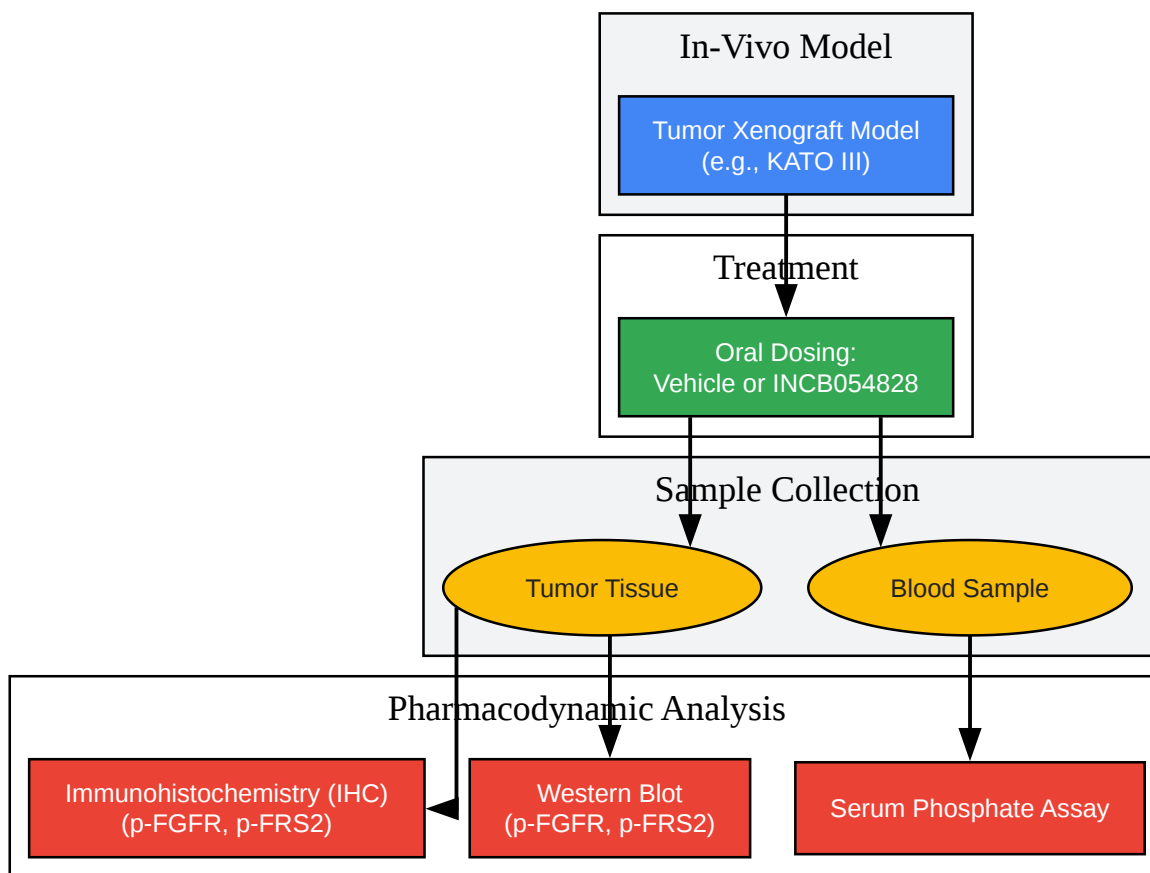 In-Vivo Model
Tumor Xenograft Model
(e.g., KATO III)
Treatment
Oral Dosing:
Vehicle or INCB054828
Sample Collection
Tumor Tissue
Blood Sample
Pharmacodynamic Analysis
Immunohistochemistry (IHC)
(p-FGFR, p-FRS2)
Western Blot
(p-FGFR, p-FRS2)
Serum Phosphate Assay